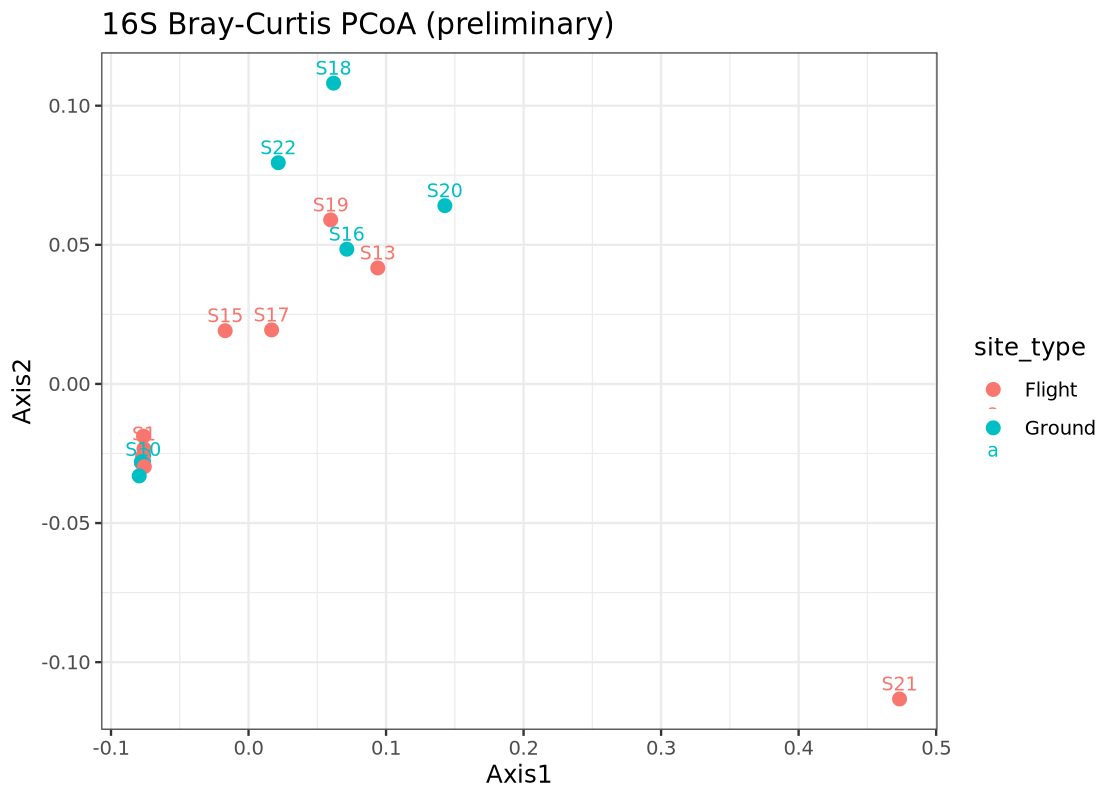 16S Bray-Curtis PCoA (preliminary)
S18
S22
S20
S19
S16
S13
S15 S17
S1
S10
S21
0.10
0.05
0.00
-0.05
-0.10
Axis2
-0.1 0.0 0.1 0.2 0.3 0.4 0.5
Axis1
site_type
Flight
Ground
a